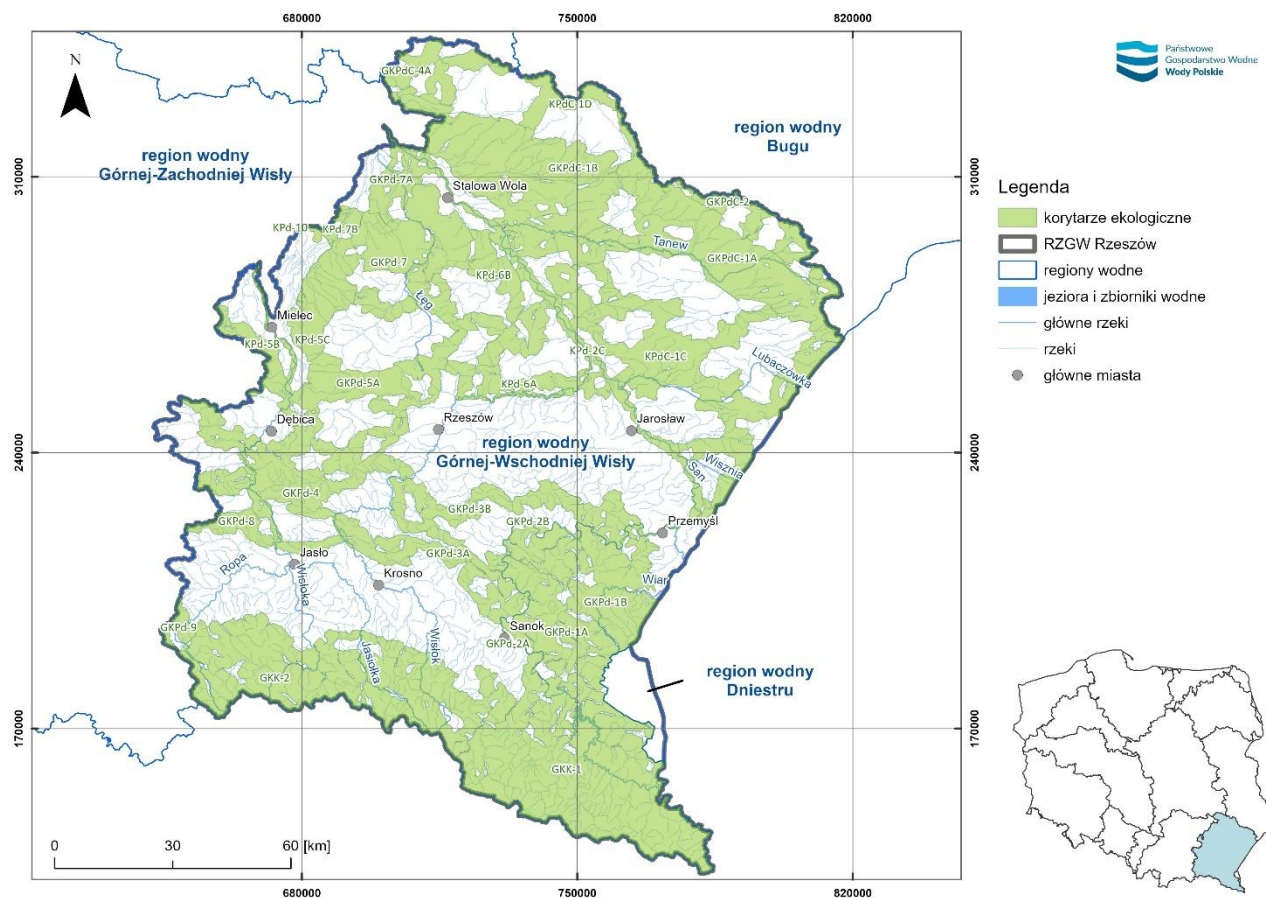 680000
750000
820000
N
Państwowe
Gospodarstwo Wodne
Wody Polskie
region wodny
Górnej-Zachodniej Wisły
region wodny
Bugu
310000
310000
GKPdC-4A
KPdC-1D
GKPdC-1B
KPd-7A
Stalowa Wola
GKPdC-2
KPd-1D
KPd-7B
Tanew
GKPdC-1A
GKPd-7
KPd-6B
Łęg
Mielec
KPd-5B
KPd-5C
KPd-2C
KPdC-1C
Lubaczówka
GKPd-5A
KPd-6A
Dębica
Rzeszów
Jarosław
region wodny
Górnej-Wschodniej Wisły
240000
240000
Wisznia
San
GKPd-4
GKPd-3B
GKPd-2B
Przemyśl
GKPd-8
GKPd-3A
Jasło
Ropa
Wisłoka
Krosno
Wiar
GKPd-1B
GKPd-9
Sanok
GKPd-1A
GKPd-2A
Wisłok
Jasiołka
GKK-2
region wodny
Dniestru
170000
170000
GKK-1
0
30
60 [km]
680000
750000
820000
Legenda
korytarze ekologiczne
RZGW Rzeszów
regiony wodne
jeziora i zbiorniki wodne
główne rzeki
rzeki
główne miasta